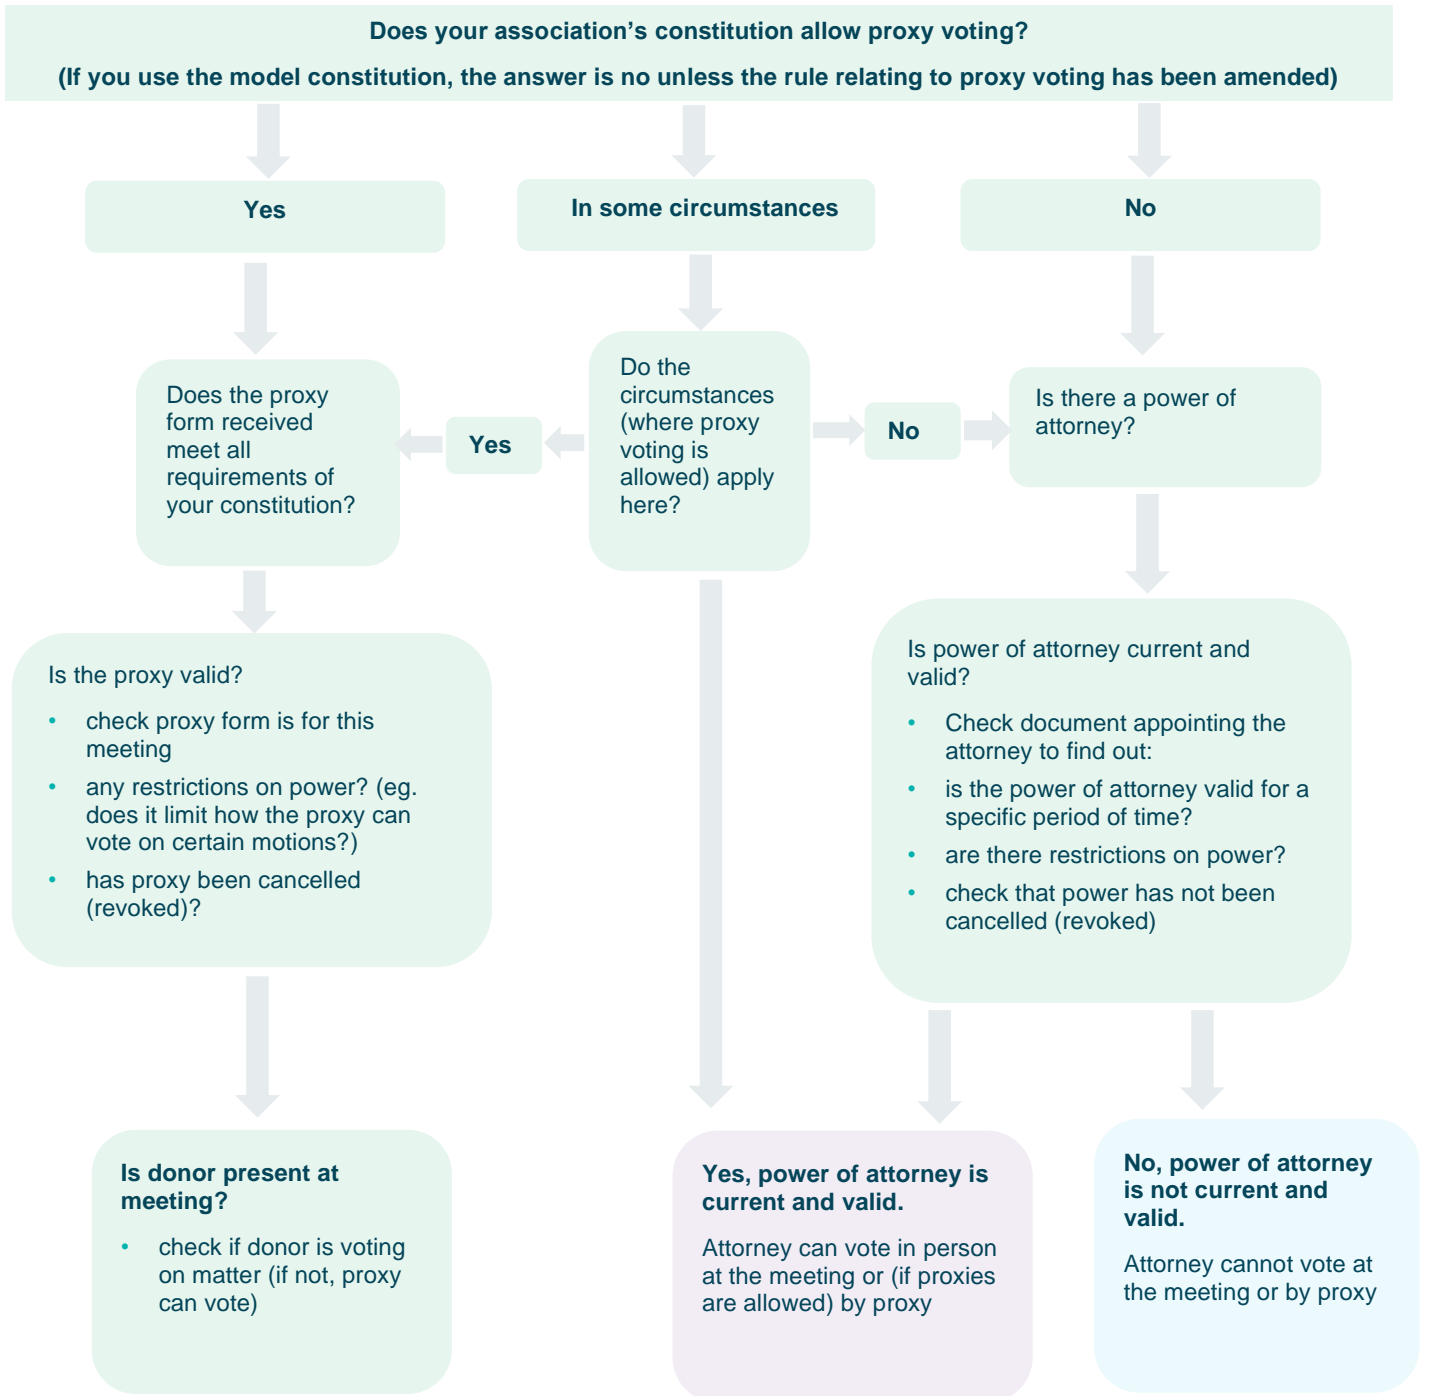 Does your association’s constitution allow proxy voting?
(If you use the model constitution, the answer is no unless the rule relating to proxy voting has been amended)
Yes
In some circumstances
No
Does the proxy
form received
meet all
requirements of
your constitution?
Yes
Do the
circumstances
(where proxy
voting is
allowed) apply
here?
No
Is there a power of
attorney?
Is the proxy valid?
• check proxy form is for this
meeting
• any restrictions on power? (eg.
does it limit how the proxy can
vote on certain motions?)
• has proxy been cancelled
(revoked)?
Is power of attorney current and
valid?
• Check document appointing the
attorney to find out:
• is the power of attorney valid for a
specific period of time?
• are there restrictions on power?
• check that power has not been
cancelled (revoked)
Is donor present at
meeting?
• check if donor is voting
on matter (if not, proxy
can vote)
Yes, power of attorney is
current and valid.
Attorney can vote in person
at the meeting or (if proxies
are allowed) by proxy
No, power of attorney
is not current and
valid.
Attorney cannot vote at
the meeting or by proxy